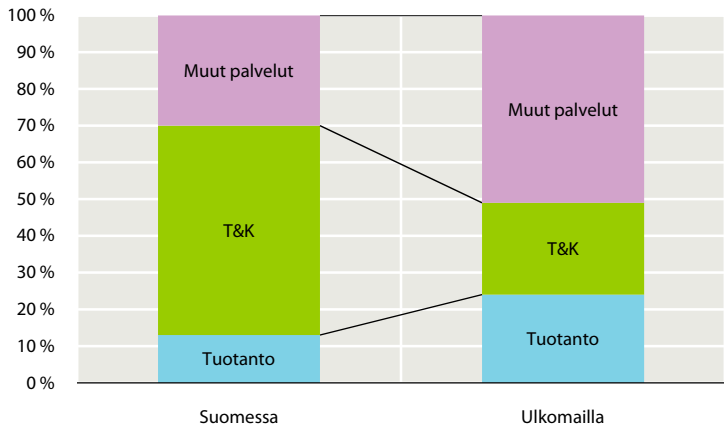 100 %
90 %
80 %
70 %
60 %
50 %
40 %
30 %
20 %
10 %
0 %
Muut palvelut
T&K
Tuotanto
Muut palvelut
T&K
Tuotanto
Suomessa
Ulkomailla